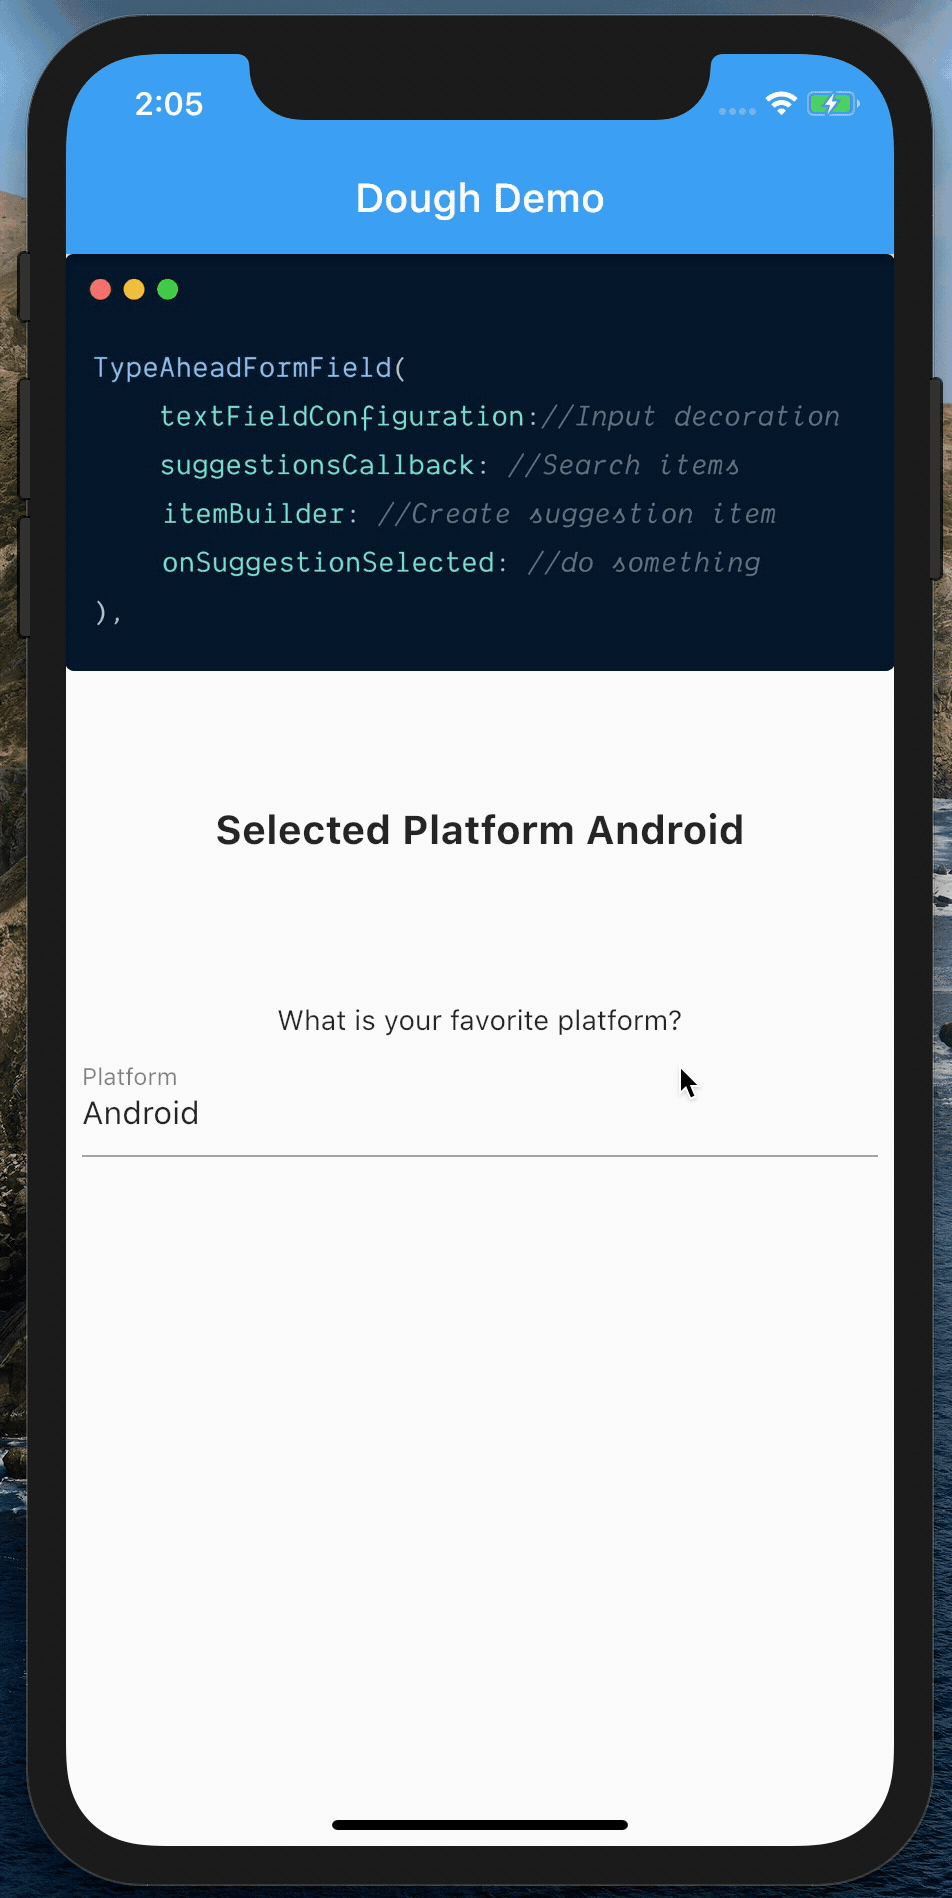 2:05
Dough Demo
TypeAheadFormField(
textFieldConfiguration://Input decoration
suggestionsCallback: //Search items
itemBuilder: //Create suggestion item
onSuggestionSelected: //do something
),
Selected Platform Android
What is your favorite platform?
Platform
Android